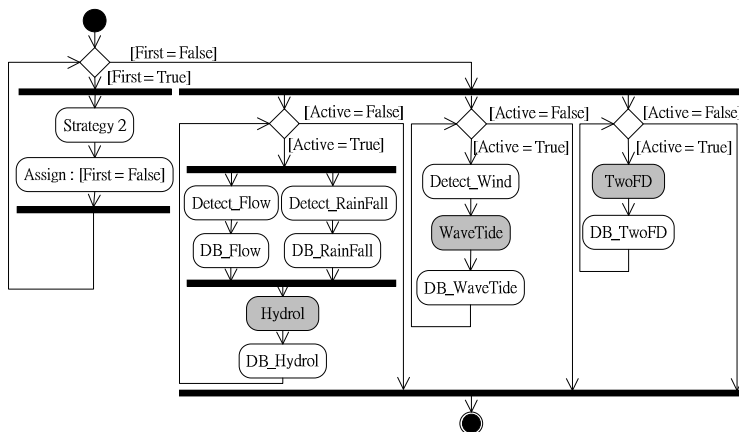 [First = False]
[First = True]
Strategy 2
Assign : [First = False]
[Active = False]
[Active = True]
Detect_Flow
Detect_RainFall
DB_Flow
DB_RainFall
Hydrol
DB_Hydrol
[Active = False]
[Active = True]
Detect_Wind
WaveTide
DB_WaveTide
[Active = False]
[Active = True]
TwoFD
DB_TwoFD